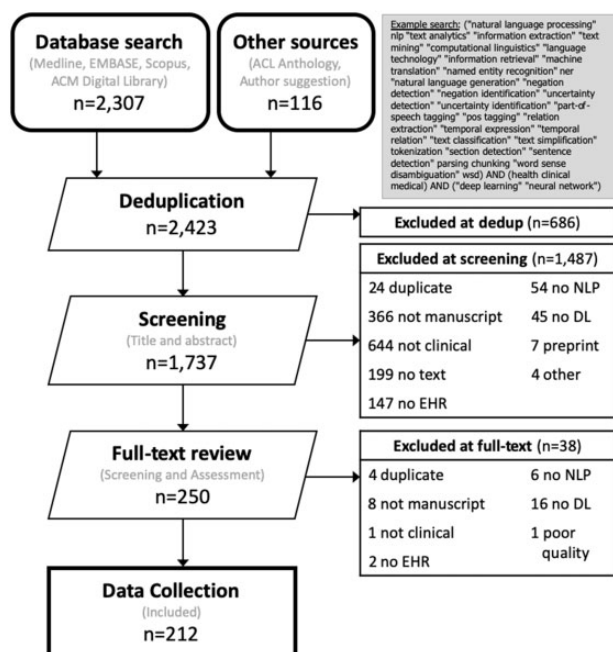 Database search
(Medline, EMBASE, Scopus,
ACM Digital Library)
n=2,307
Other sources
(ACL Anthology,
Author suggestion)
n=116
Example search: ("natural language processing"
nlp "text analytics" "information extraction" "text
mining" "computational linguistics" "language
technology" "information retrieval" "machine
translation" "named entity recognition" ner
"natural language generation" "negation
detection" "negation identification" "uncertainty
detection" "uncertainty identification" "part-of-
speech tagging" "pos tagging" "relation
extraction" "temporal expression" "temporal
relation" "text classification" "text simplification"
tokenization "section detection" "sentence
detection" parsing chunking "word sense
disambiguation" wsd) AND (health clinical
medical) AND ("deep learning" "neural network")
Deduplication
n=2,423
Excluded at dedup (n=686)
Screening
(Title and abstract)
n=1,737
Excluded at screening (n=1,487)
24 duplicate 54 no NLP
366 not manuscript 45 no DL
644 not clinical 7 preprint
199 no text 4 other
147 no EHR
Full-text review
(Screening and Assessment)
n=250
Excluded at full-text (n=38)
4 duplicate 6 no NLP
8 not manuscript 16 no DL
1 not clinical 1 poor
quality
2 no EHR
Data Collection
(Included)
n=212